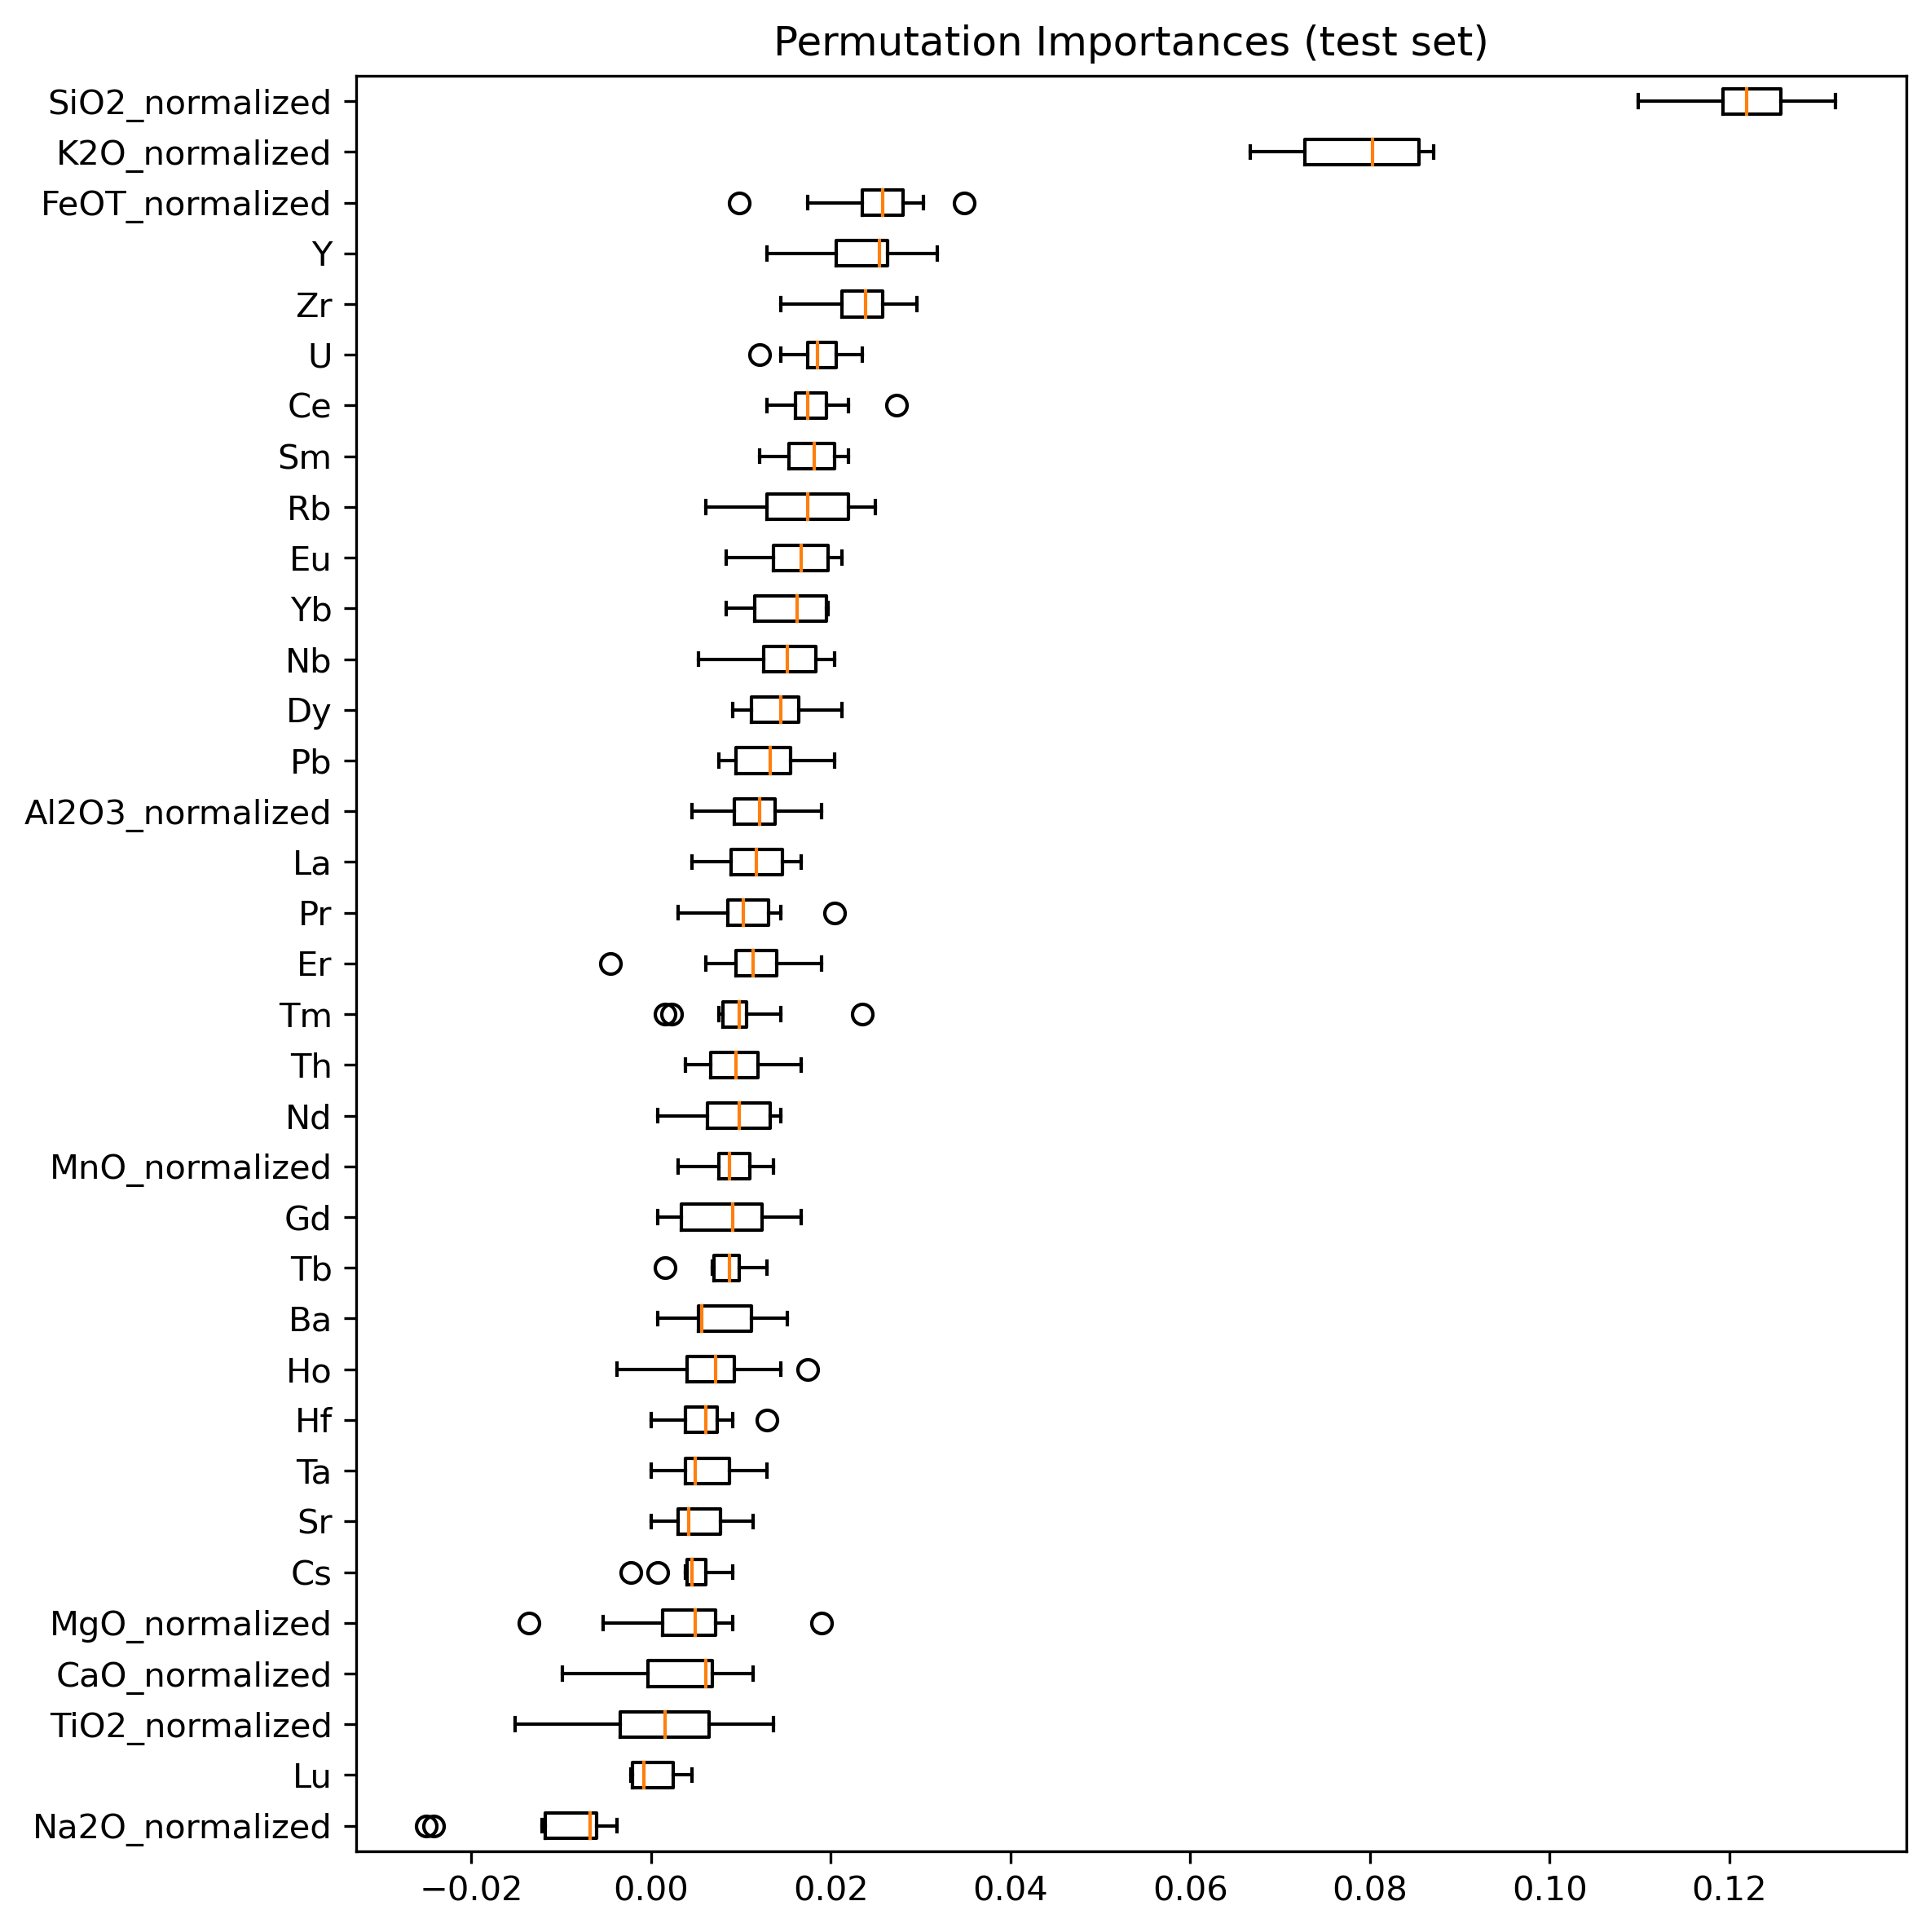 Permutation Importances (test set)
SiO2_normalized
K2O_normalized
FeOT_normalized
Y
Zr
U
Ce
Sm
Rb
Eu
Yb
Nb
Dy
Pb
Al2O3_normalized
La
Pr
Er
Tm
Th
Nd
MnO_normalized
Gd
Tb
Ba
Ho
Hf
Ta
Sr
Cs
MgO_normalized
CaO_normalized
TiO2_normalized
Lu
Na2O_normalized
−0.02 0.00 0.02 0.04 0.06 0.08 0.10 0.12